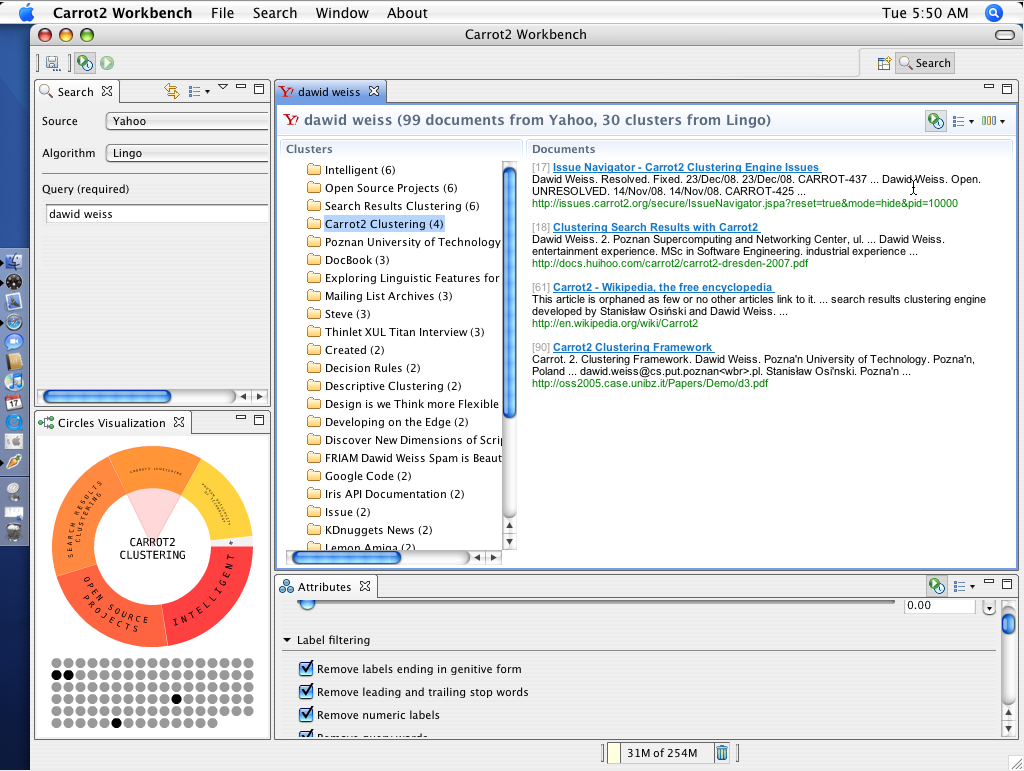 Carrot2 Workbench File Search Window About Tue 5:50 AM
Carrot2 Workbench
Search
Search
Source Yahoo
Algorithm Lingo
Query (required)
dawid weiss
dawid weiss
dawid weiss (99 documents from Yahoo, 30 clusters from Lingo)
Clusters
Intelligent (6)
Open Source Projects (6)
Search Results Clustering (6)
Carrot2 Clustering (4)
Poznan University of Technology
DocBook (3)
Exploring Linguistic Features for
Mailing List Archives (3)
Steve (3)
Thinlet XUL Titan Interview (3)
Created (2)
Decision Rules (2)
Descriptive Clustering (2)
Design is we Think more Flexible
Developing on the Edge (2)
Discover New Dimensions of Scrip
FRIAM Dawid Weiss Spam is Beaut
Google Code (2)
Iris API Documentation (2)
Issue (2)
KDnuggets News (2)
Lemon Amiga (2)
Documents
[17] Issue Navigator - Carrot2 Clustering Engine Issues
Dawid Weiss. Resolved. Fixed. 23/Dec/08. 23/Dec/08. CARROT-437 ... Dawid Weiss. Open.
UNRESOLVED. 14/Nov/08. 14/Nov/08. CARROT-425 ...
http://issues.carrot2.org/secure/IssueNavigator.jspa?reset=true&mode=hide&pid=10000
[18] Clustering Search Results with Carrot2
Dawid Weiss. 2. Poznan Supercomputing and Networking Center, ul. ... Dawid Weiss.
entertainment experience. MSc in Software Engineering. industrial experience ...
http://docs.huihoo.com/carrot2/carrot2-dresden-2007.pdf
[61] Carrot2 - Wikipedia, the free encyclopedia
This article is orphaned as few or no other articles link to it. ... search results clustering engine
developed by Stanisław Osiński and Dawid Weiss. ...
http://en.wikipedia.org/wiki/Carrot2
[90] Carrot2 Clustering Framework
Carrot. 2. Clustering Framework. Dawid Weiss. Pozna'n University of Technology. Pozna'n,
Poland ... dawid.weiss@cs.put.poznan<wbr>.pl. Stanisław Osi'nski. Pozna'n ...
http://oss2005.case.unibz.it/Papers/Demo/d3.pdf
Circles Visualization
CARROT2 CLUSTERING
SEARCH RESULTS
CLUSTERING
CARROT2
CLUSTERING
OPEN SOURCE
PROJECTS
INTELLIGENT
17
Attributes
0.00
Label filtering
Remove labels ending in genitive form
Remove leading and trailing stop words
Remove numeric labels
Remove query words
31M of 254M